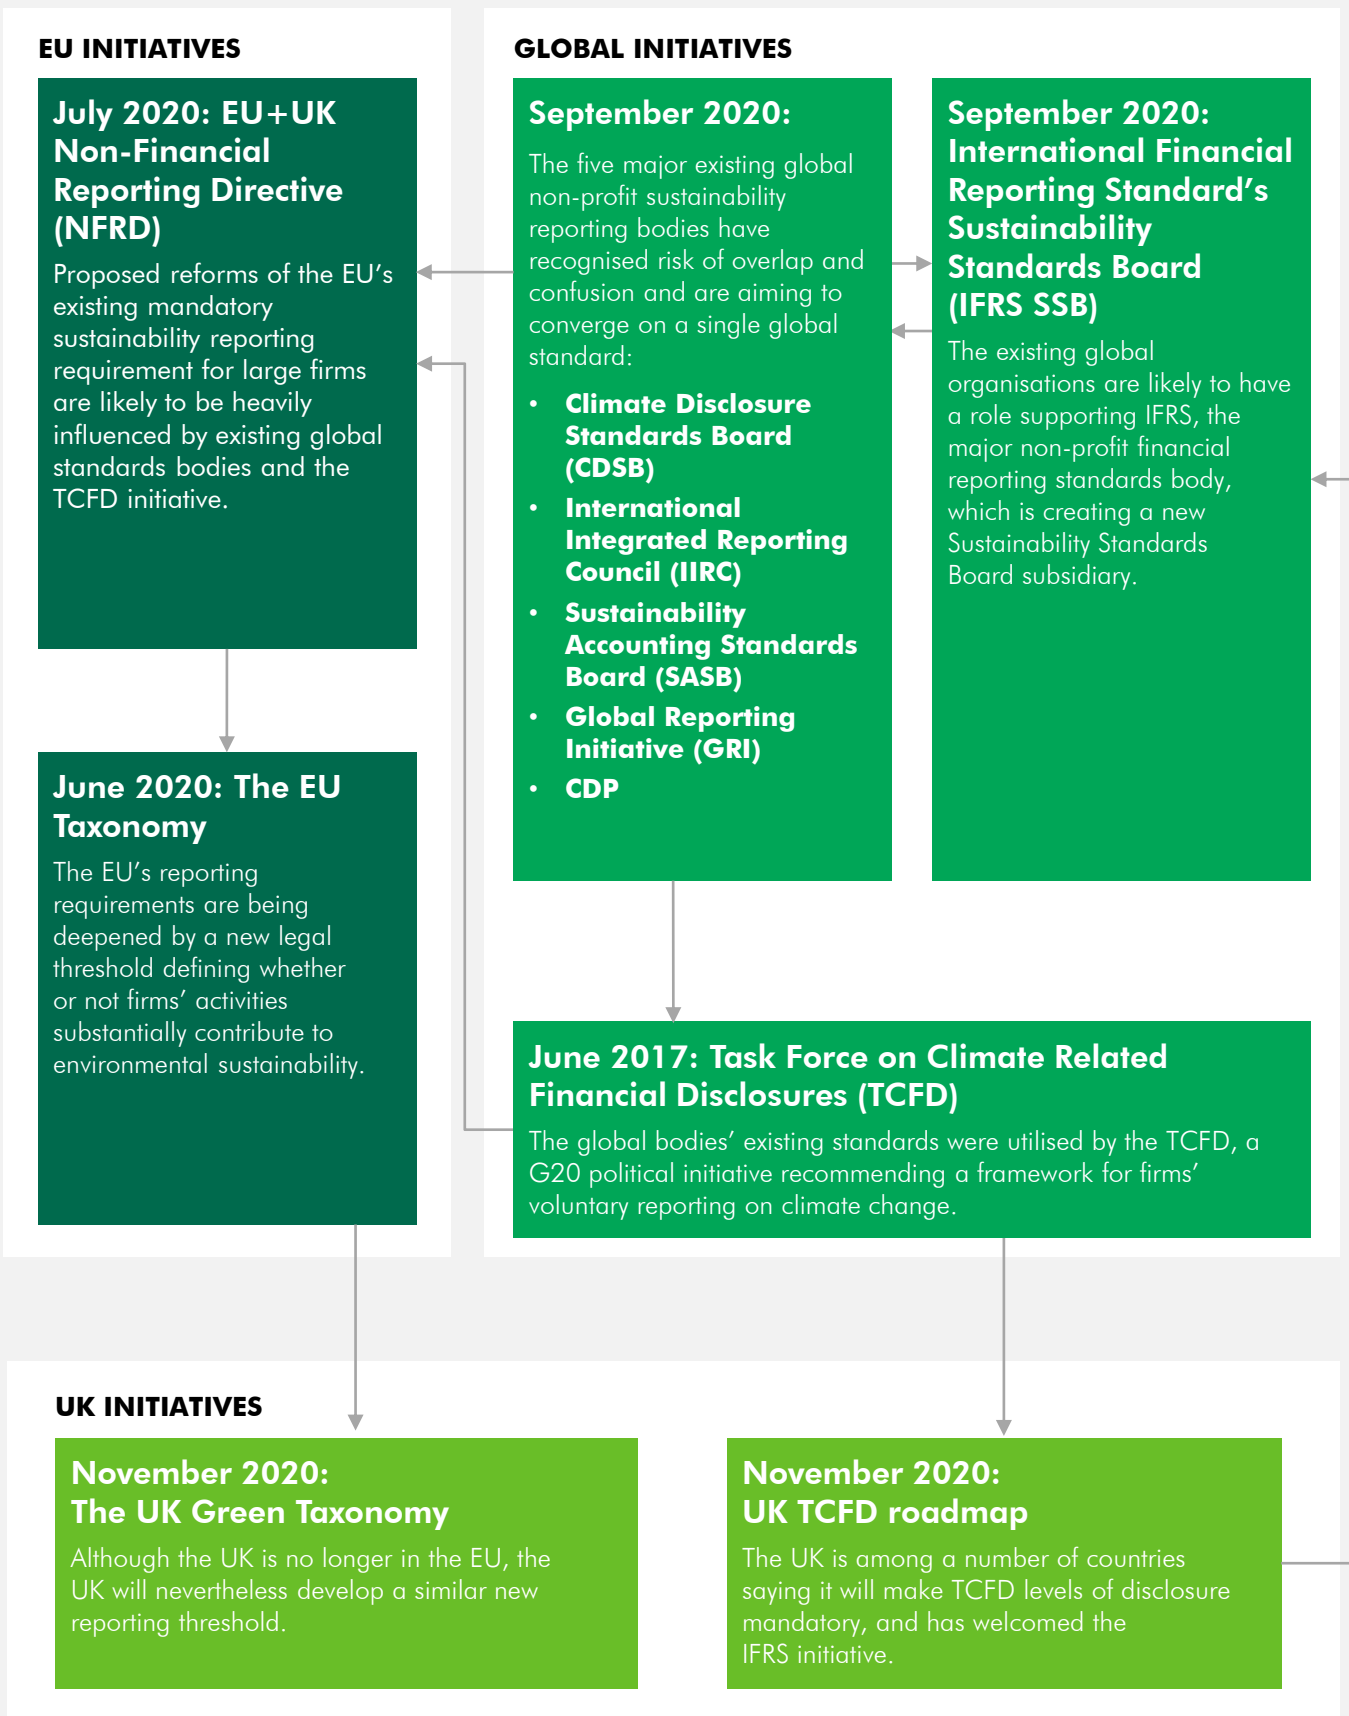 EU INITIATIVES
July 2020: EU+UK
Non-Financial
Reporting Directive
(NFRD)
Proposed reforms of the EU's
existing mandatory
sustainability reporting
requirement for large firms
are likely to be heavily
influenced by existing global
standards bodies and the
TCFD initiative.
June 2020: The EU
Taxonomy
The EU's reporting
requirements are being
deepened by a new legal
threshold defining whether
or not firms' activities
substantially contribute to
environmental sustainability.
GLOBAL INITIATIVES
September 2020:
The five major existing global
non-profit sustainability
reporting bodies have
recognised risk of overlap and
confusion and are aiming to
converge on a single global
standard:
• Climate Disclosure
Standards Board
(CDSB)
• International
Integrated Reporting
Council (IIRC)
• Sustainability
Accounting Standards
Board (SASB)
• Global Reporting
Initiative (GRI)
• CDP
September 2020:
International Financial
Reporting Standard's
Sustainability
Standards Board
(IFRS SSB)
The existing global
organisations are likely to have
a role supporting IFRS, the
major non-profit financial
reporting standards body,
which is creating a new
Sustainability Standards
Board subsidiary.
June 2017: Task Force on Climate Related
Financial Disclosures (TCFD)
The global bodies' existing standards were utilised by the TCFD, a
G20 political initiative recommending a framework for firms'
voluntary reporting on climate change.
UK INITIATIVES
November 2020:
The UK Green Taxonomy
Although the UK is no longer in the EU, the
UK will nevertheless develop a similar new
reporting threshold.
November 2020:
UK TCFD roadmap
The UK is among a number of countries
saying it will make TCFD levels of disclosure
mandatory, and has welcomed the
IFRS initiative.